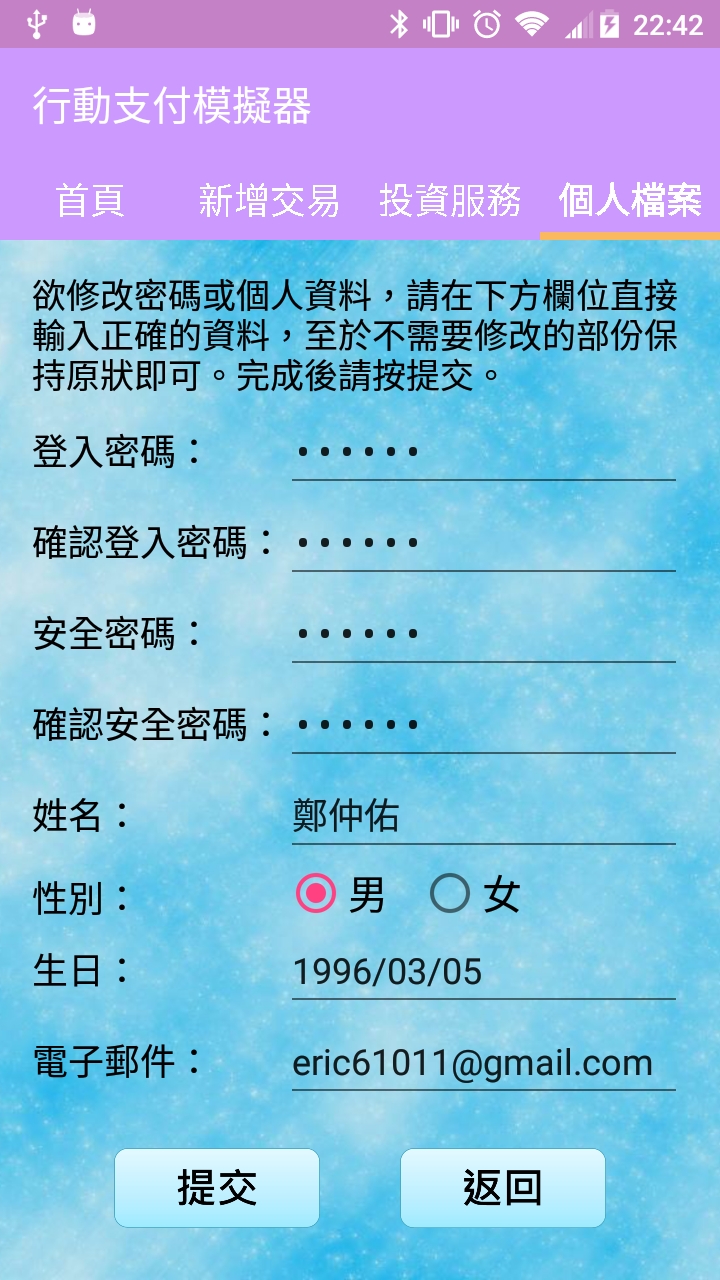 22:42
行動支付模擬器
首頁 新增交易 投資服務 個人檔案
欲修改密碼或個人資料，請在下方欄位直接
輸入正確的資料，至於不需要修改的部份保
持原狀即可。完成後請按提交。
登入密碼： ••••••
確認登入密碼： ••••••
安全密碼： ••••••
確認安全密碼： ••••••
姓名： 鄭仲佑
性別： 男 女
生日： 1996/03/05
電子郵件： eric61011@gmail.com
提交 返回